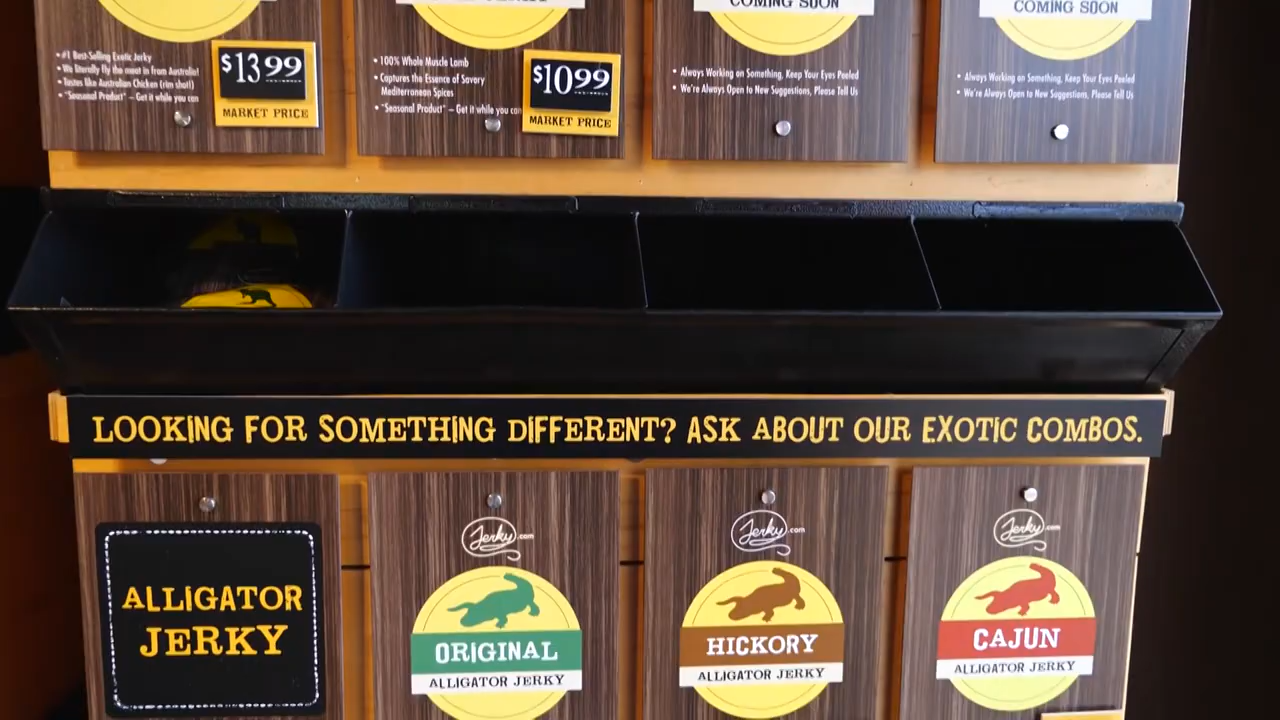 COMING SOON
COMING SOON
• #1 Best-Selling Exotic Jerky
• We literally fly the meat in from Australia!
• Tastes like Australian Chicken (rim shot)
• "Seasonal Product" – Get it while you can
$13 99
MARKET PRICE
• 100% Whole Muscle Lamb
• Captures the Essence of Savory
Mediterranean Spices
• "Seasonal Product" – Get it while you can
$10 99
MARKET PRICE
• Always Working on Something, Keep Your Eyes Peeled
• We're Always Open to New Suggestions, Please Tell Us
• Always Working on Something, Keep Your Eyes Peeled
• We're Always Open to New Suggestions, Please Tell Us
LOOKING FOR SOMETHING DIFFERENT? ASK ABOUT OUR EXOTIC COMBOS.
ALLIGATOR
JERKY
Jerky.com
ORIGINAL
ALLIGATOR JERKY
Jerky.com
HICKORY
ALLIGATOR JERKY
Jerky.com
CAJUN
ALLIGATOR JERKY